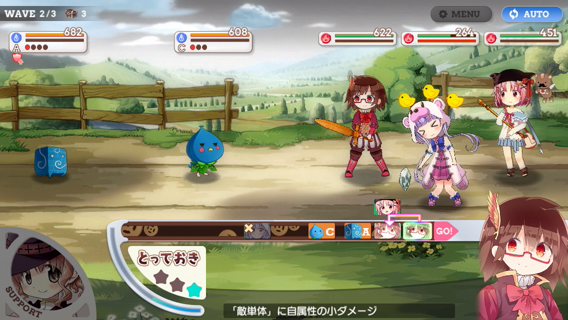 WAVE 2/3
3
MENU
AUTO
682
A
608
C
622
264
451
C
A
GO!
とっておき
SUPPORT
「敵単体」に自属性の小ダメージ